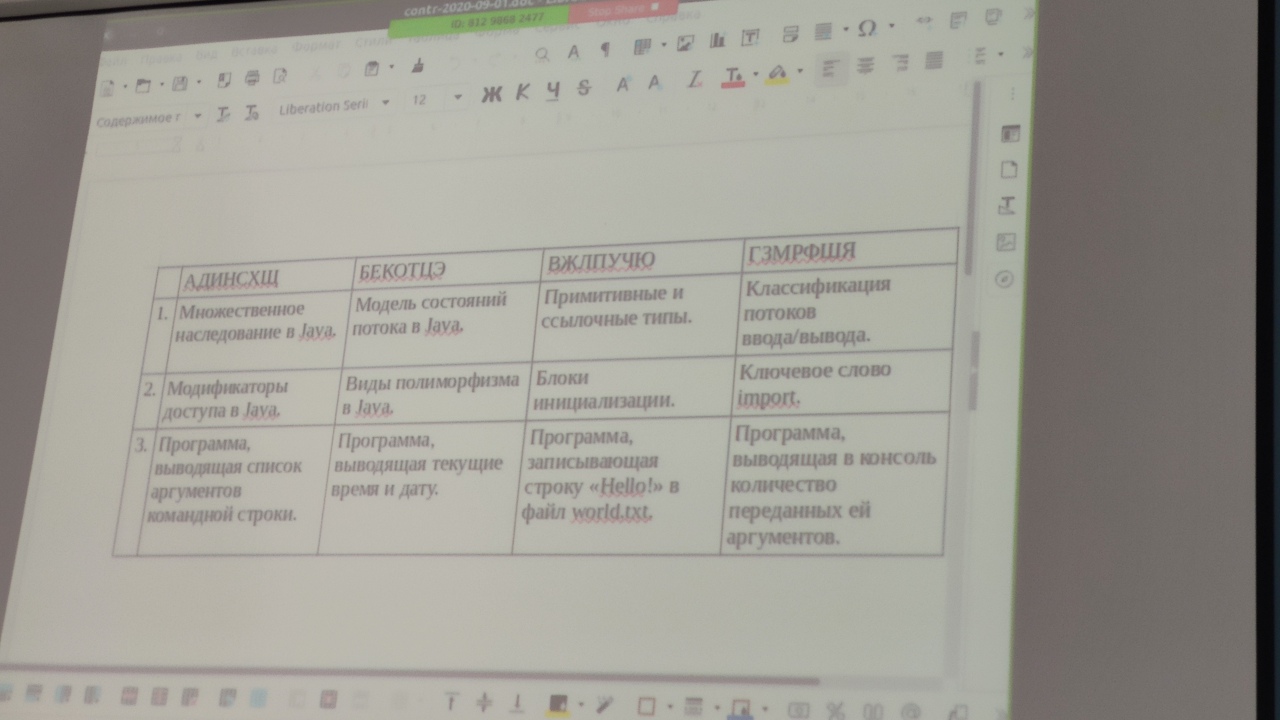 contr-2020-09-01.
ID: 812 9868 2477
Stop Share
Вид Вставка Формат
Справка
Liberation Seri
12
Содержимое т
АДИНСХЩ
БЕКОТЦЭ
ВЖЛПУЧЮ
ГЗМРФШЯ
1.
Множественное
наследование в Java.
Модель состояний
потока в Java.
Примитивные и
ссылочные типы.
Классификация
потоков
ввода/вывода.
2.
Модификаторы
доступа в Java.
Виды полиморфизма
в Java.
Блоки
инициализации.
Ключевое слово
import.
3.
Программа,
выводящая список
аргументов
командной строки.
Программа,
выводящая текущие
время и дату.
Программа,
записывающая
строку «Hello!» в
файл world.txt.
Программа,
выводящая в консоль
количество
переданных ей
аргументов.